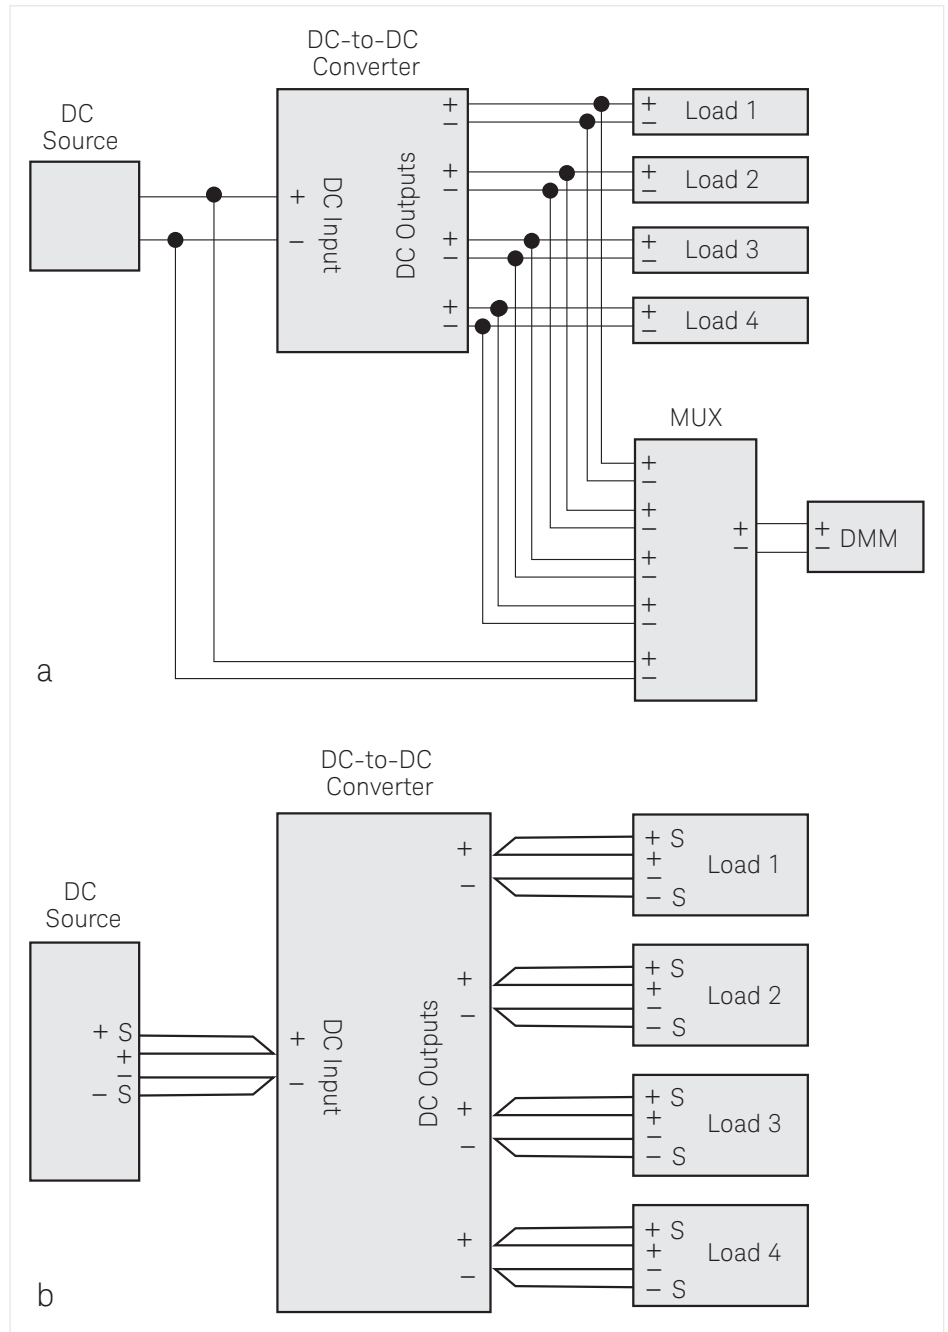 DC-to-DC
Converter
DC
Source
+
−
DC Input
DC Outputs
+
−
+
−
+
−
+
−
+
−
Load 1
+
−
Load 2
+
−
Load 3
+
−
Load 4
MUX
+
−
+
−
+
−
+
−
+
−
+
−
+
−
DMM
a
DC-to-DC
Converter
DC
Source
+ S
+
−
− S
+
−
DC Input
DC Outputs
+
−
+
−
+
−
+
−
+ S
+
−
− S
Load 1
+ S
+
−
− S
Load 2
+ S
+
−
− S
Load 3
+ S
+
−
− S
Load 4
b